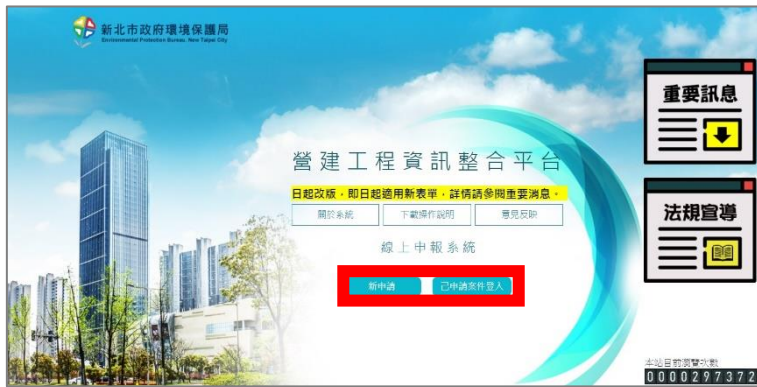 新北市政府環境保護局
Environmental Protection Bureau, New Taipei City
重要訊息
營建工程資訊整合平台
日起改版，即日起適用新表單，詳情請參閱重要消息。
關於系統
下載操作說明
意見反映
法規宣導
線上申報系統
新申請
已申請案件登入
本站目前瀏覽次數
0000297372